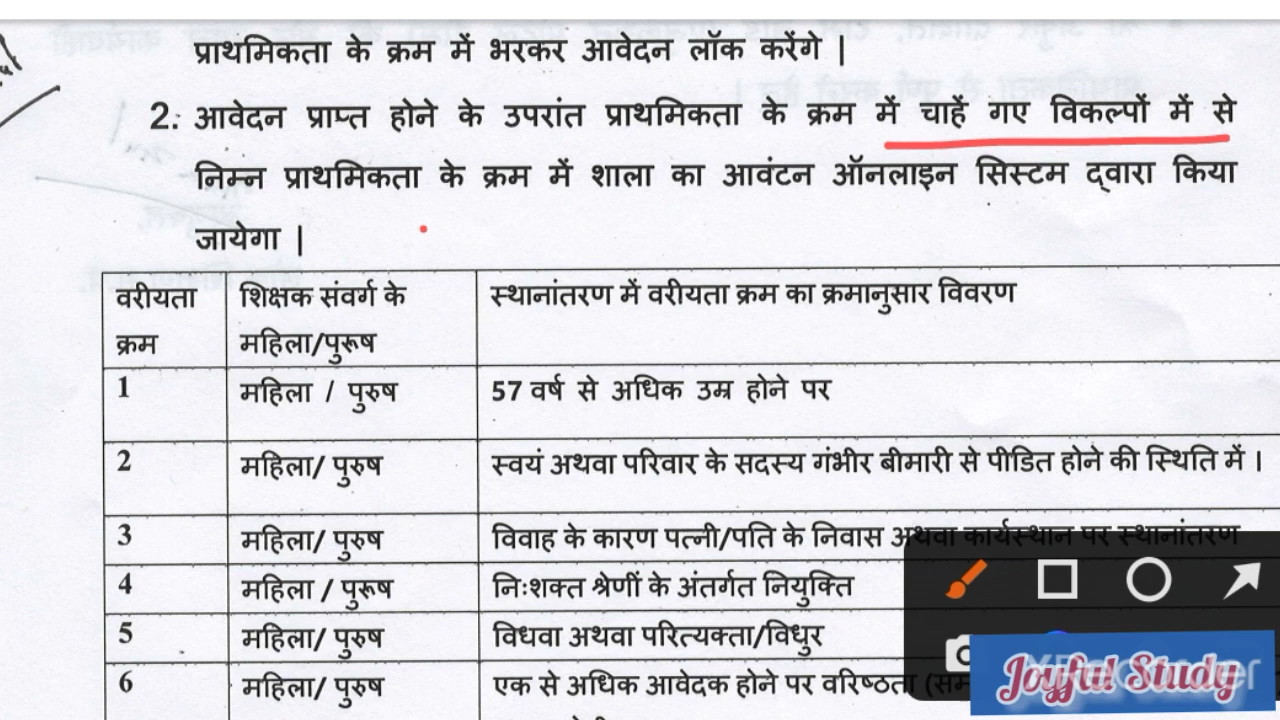 प्राथमिकता के क्रम में भरकर आवेदन लॉक करेंगे |
2. आवेदन प्राप्त होने के उपरांत प्राथमिकता के क्रम में चाहें गए विकल्पों में से
निम्न प्राथमिकता के क्रम में शाला का आवंटन ऑनलाइन सिस्टम द्वारा किया
जायेगा |
वरीयता क्रम
शिक्षक संवर्ग के महिला/पुरूष
स्थानांतरण में वरीयता क्रम का क्रमानुसार विवरण
1 महिला / पुरुष 57 वर्ष से अधिक उम्र होने पर
2 महिला/ पुरुष स्वयं अथवा परिवार के सदस्य गंभीर बीमारी से पीडित होने की स्थिति में ।
3 महिला/ पुरुष विवाह के कारण पत्नी/पति के निवास अथवा कार्यस्थान पर स्थानांतरण
4 महिला / पुरूष निःशक्त श्रेणीं के अंतर्गत नियुक्ति
5 महिला/ पुरुष विधवा अथवा परित्यक्ता/विधुर
6 महिला/ पुरुष एक से अधिक आवेदक होने पर वरिष्ठता
Joyful Study